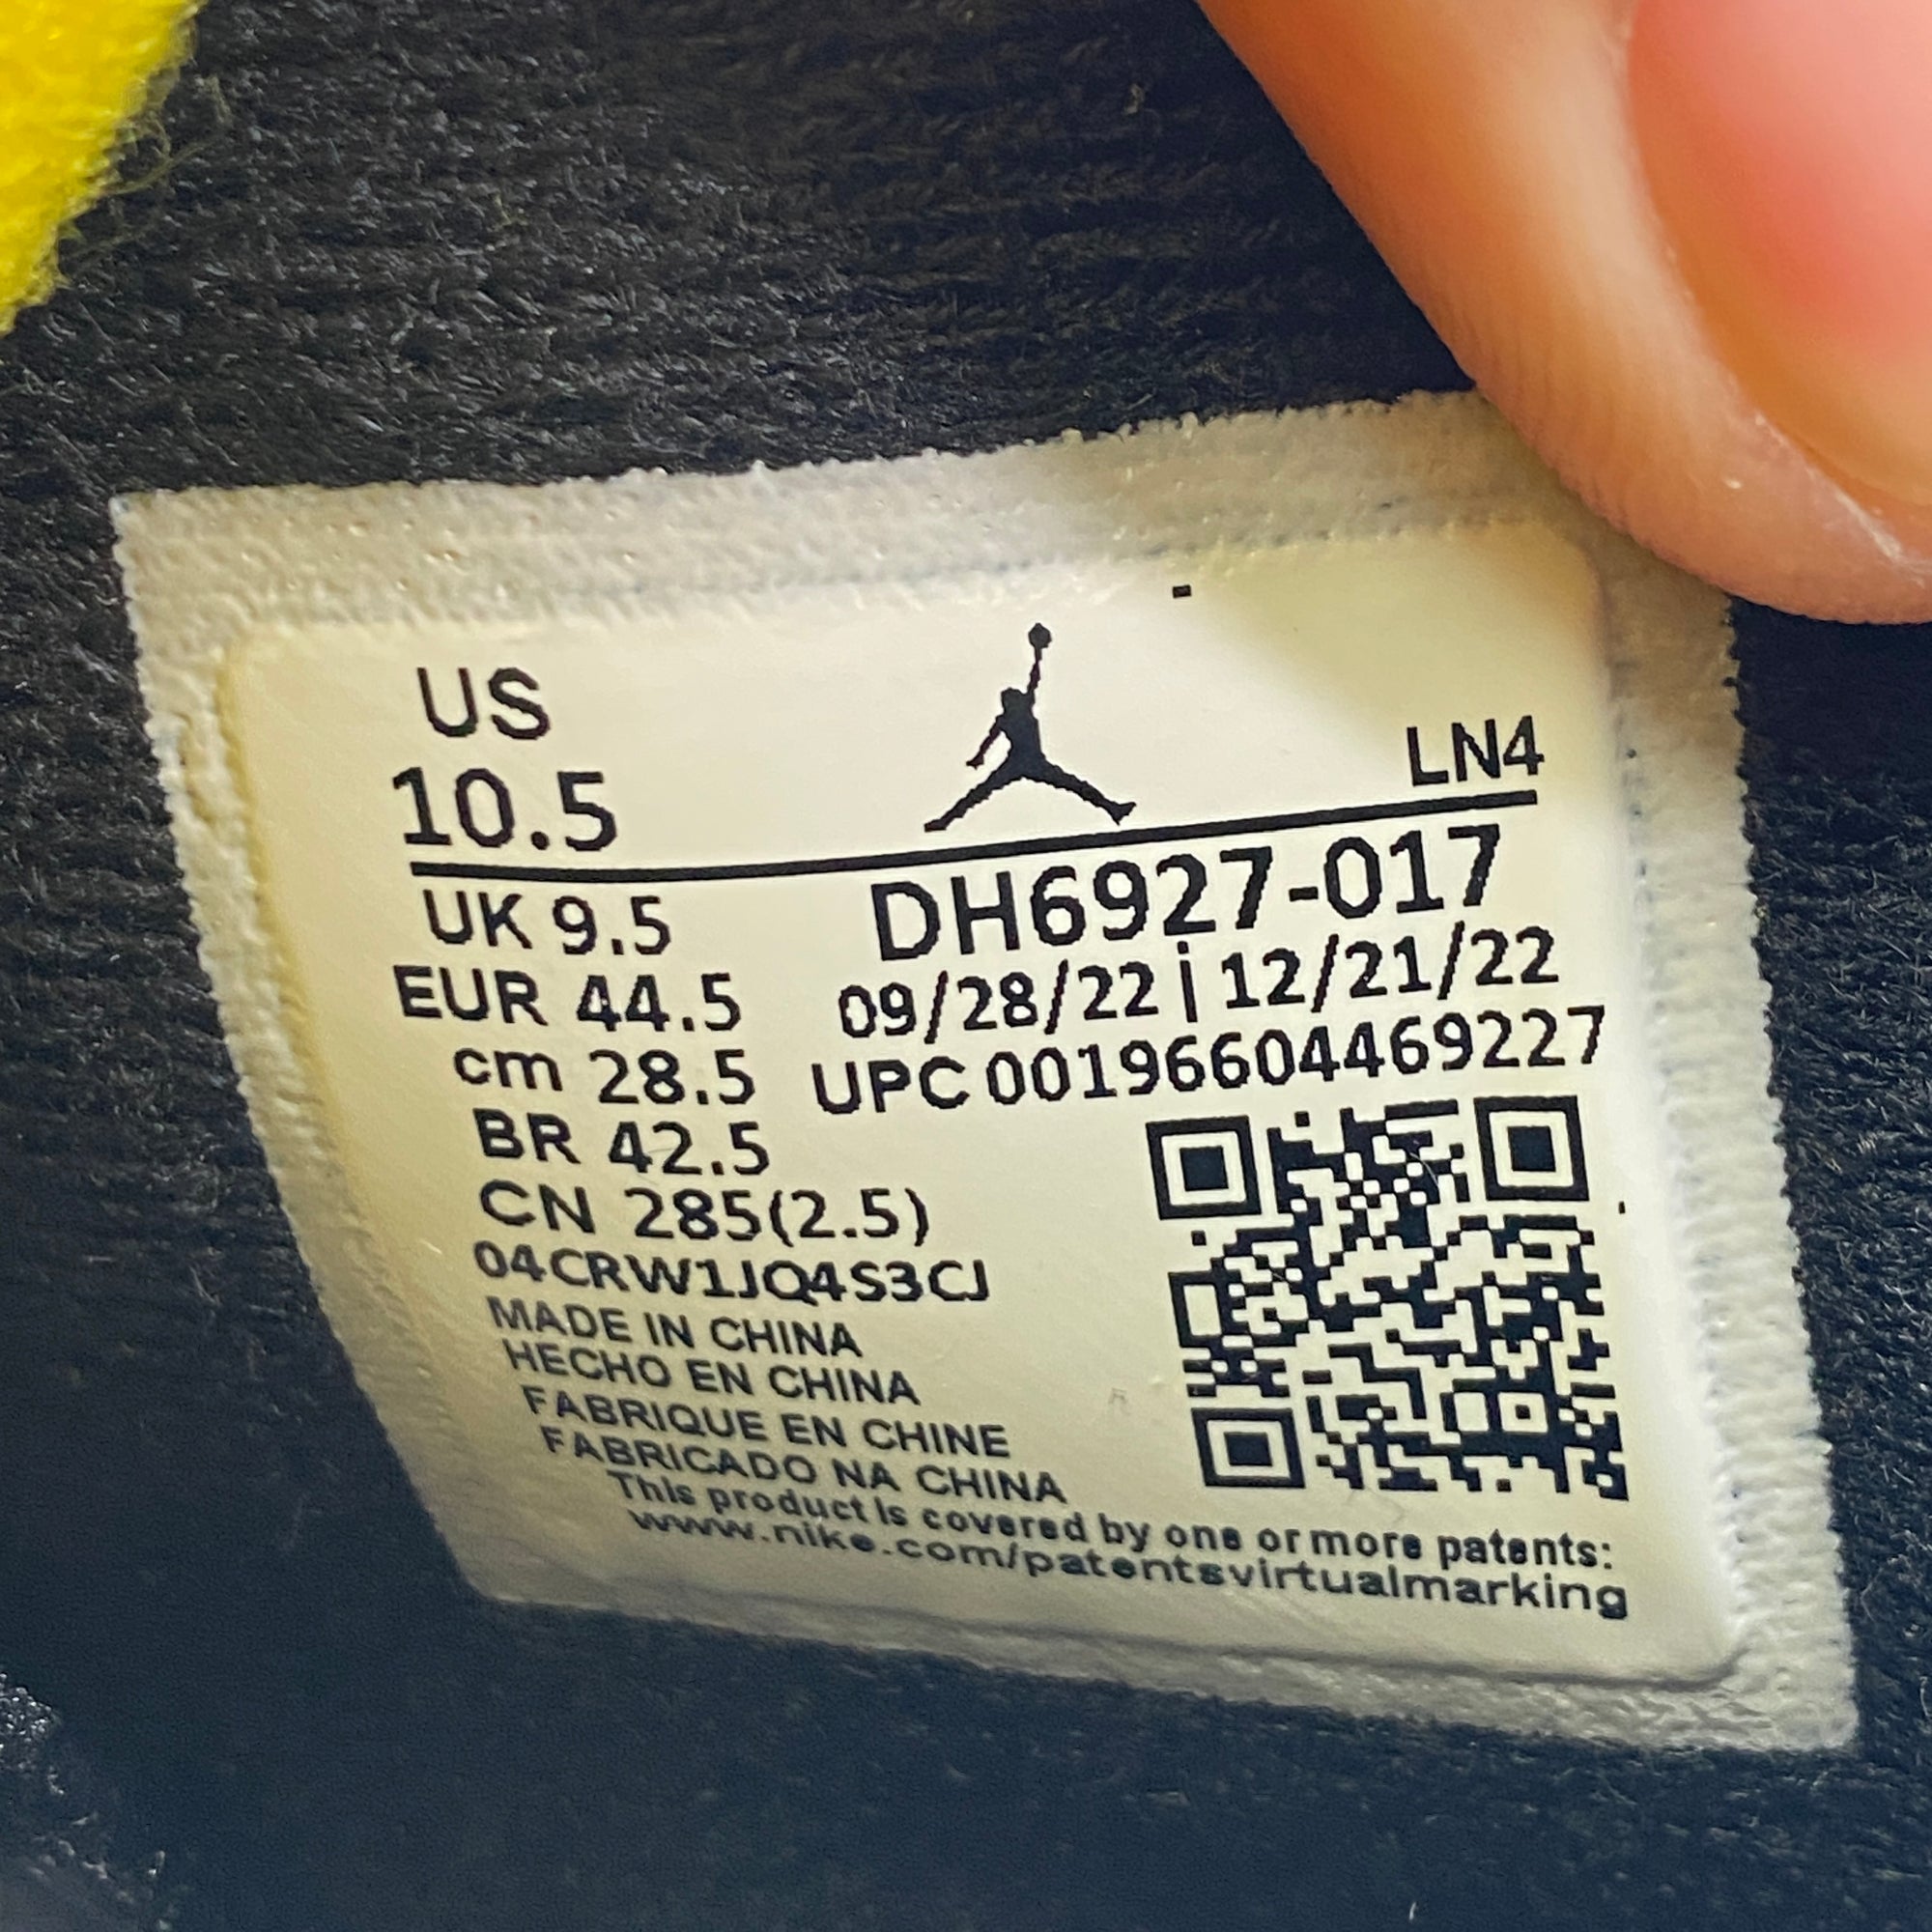 US
LN4
10.5
UK 9.5
DH6927-017
EUR 44.5
09/28/22 | 12/21/22
cm 28.5
UPC 00196604469227
BR 42.5
CN 285(2.5)
04CRW1JQ4S3CJ
MADE IN CHINA
HECHO EN CHINA
FABRIQUE EN CHINE
FABRICADO NA CHINA
This product is covered by one or more patents:
www.nike.com/patentsvirtualmarking